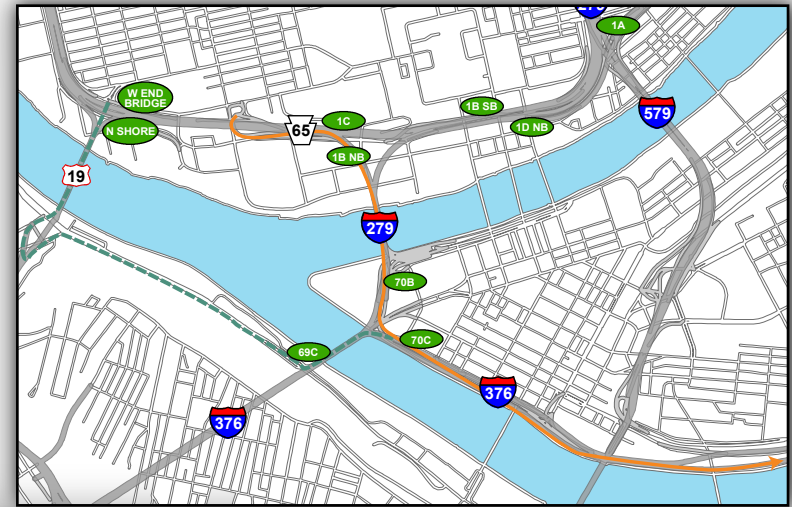 279
1A
W END
BRIDGE
1B SB
579
1C
N SHORE
65
1D NB
1B NB
19
279
70B
70C
69C
376
376